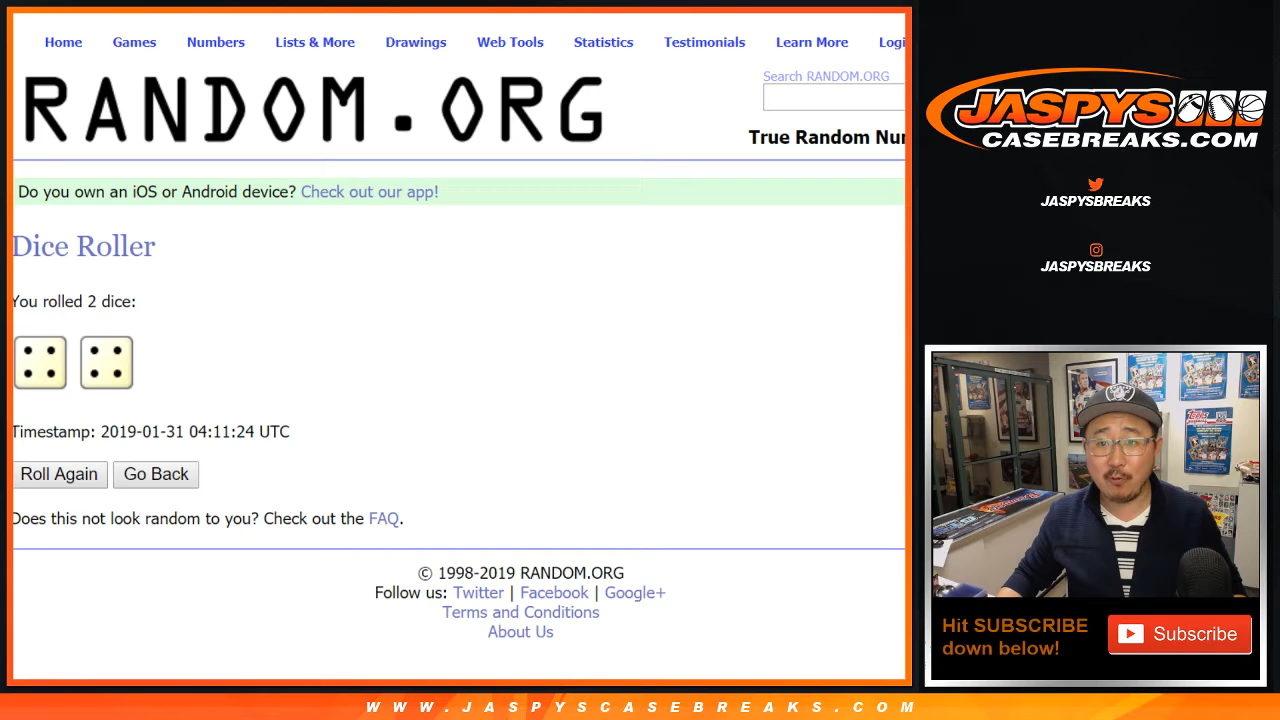 Home Games Numbers Lists & More Drawings Web Tools Statistics Testimonials Learn More Logi
RANDOM.ORG
Search RANDOM.ORG
True Random Nu
Do you own an iOS or Android device? Check out our app!
Dice Roller
You rolled 2 dice:
Timestamp: 2019-01-31 04:11:24 UTC
Roll Again Go Back
Does this not look random to you? Check out the FAQ.
© 1998-2019 RANDOM.ORG
Follow us: Twitter | Facebook | Google+
Terms and Conditions
About Us
JASPYS
CASEBREAKS.COM
JASPYSBREAKS
JASPYSBREAKS
Topps
Hit SUBSCRIBE
down below!
Subscribe
WWW.JASPYSCASEBREAKS.COM